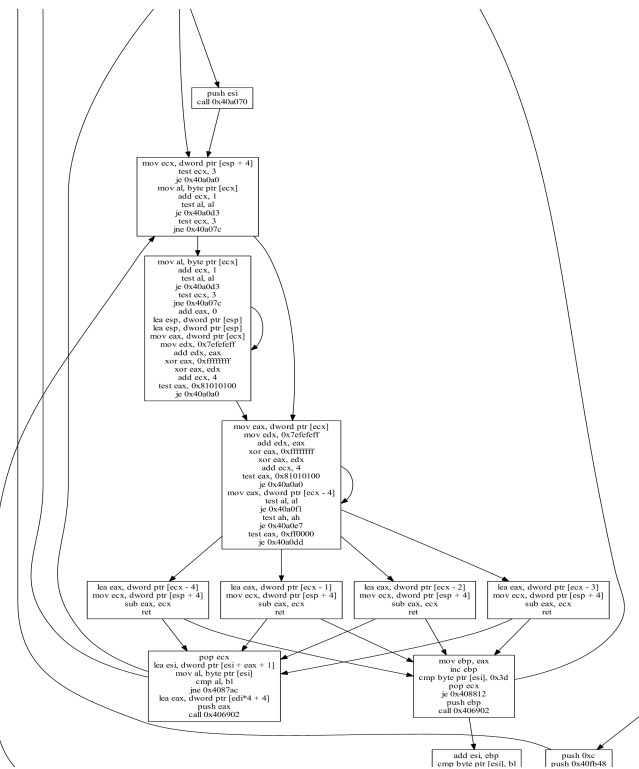 push esi
call 0x40a070
mov ecx, dword ptr [esp + 4]
test ecx, 3
je 0x40a0a0
mov al, byte ptr [ecx]
add ecx, 1
test al, al
je 0x40a0d3
test ecx, 3
jne 0x40a07c
mov al, byte ptr [ecx]
add ecx, 1
test al, al
je 0x40a0d3
test ecx, 3
jne 0x40a07c
add eax, 0
lea esp, dword ptr [esp]
lea esp, dword ptr [esp]
mov eax, dword ptr [ecx]
mov edx, 0x7efefeff
add edx, eax
xor eax, 0xffffffff
xor eax, edx
add ecx, 4
test eax, 0x81010100
je 0x40a0a0
mov eax, dword ptr [ecx]
mov edx, 0x7efefeff
add edx, eax
xor eax, 0xffffffff
xor eax, edx
add ecx, 4
test eax, 0x81010100
je 0x40a0a0
mov eax, dword ptr [ecx - 4]
test al, al
je 0x40a0f1
test ah, ah
je 0x40a0e7
test eax, 0xff0000
je 0x40a0dd
lea eax, dword ptr [ecx - 4]
mov ecx, dword ptr [esp + 4]
sub eax, ecx
ret
lea eax, dword ptr [ecx - 1]
mov ecx, dword ptr [esp + 4]
sub eax, ecx
ret
lea eax, dword ptr [ecx - 2]
mov ecx, dword ptr [esp + 4]
sub eax, ecx
ret
lea eax, dword ptr [ecx - 3]
mov ecx, dword ptr [esp + 4]
sub eax, ecx
ret
pop ecx
lea esi, dword ptr [esi + eax + 1]
mov al, byte ptr [esi]
cmp al, bl
jne 0x4087ac
lea eax, dword ptr [edi*4 + 4]
push eax
call 0x406902
mov ebp, eax
inc ebp
cmp byte ptr [esi], 0x3d
pop ecx
je 0x408812
push ebp
call 0x406902
add esi, ebp
cmp byte ptr [esi], bl
push 0xc
push 0x40fb48